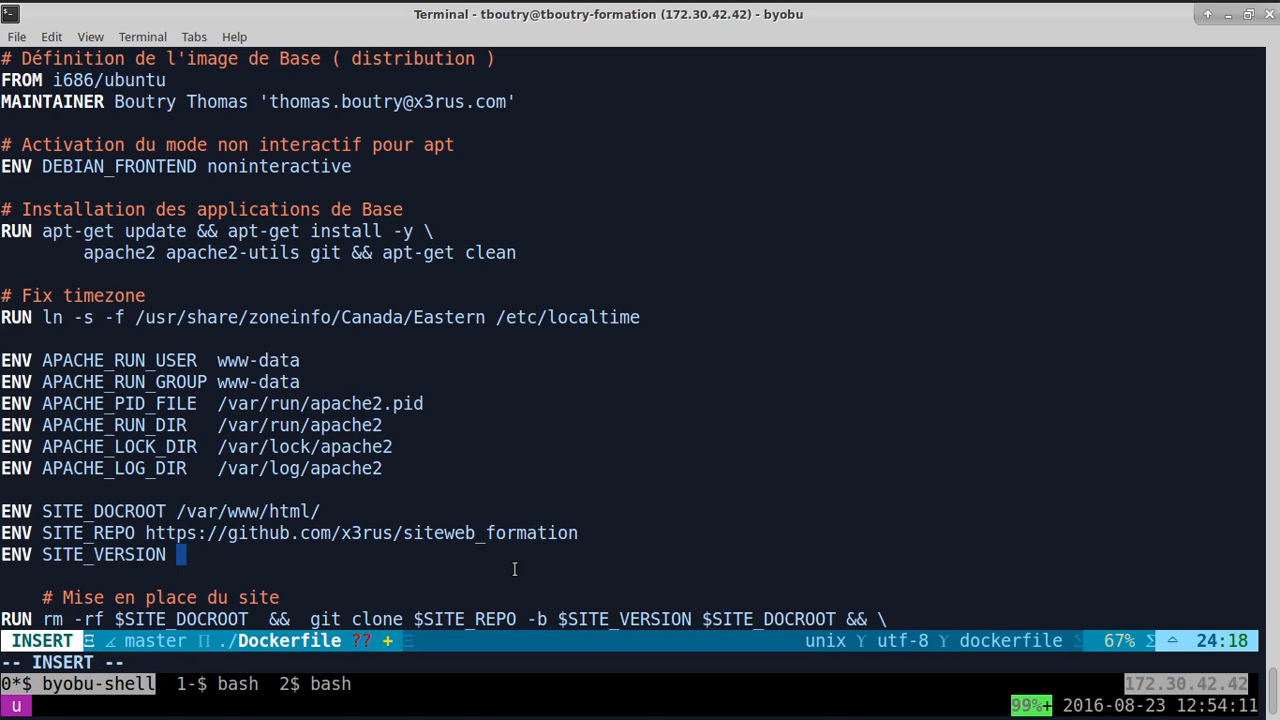 Terminal - tboutry@tboutry-formation (172.30.42.42) - byobu
File Edit View Terminal Tabs Help
# Définition de l'image de Base ( distribution )
FROM i686/ubuntu
MAINTAINER Boutry Thomas 'thomas.boutry@x3rus.com'
# Activation du mode non interactif pour apt
ENV DEBIAN_FRONTEND noninteractive
# Installation des applications de Base
RUN apt-get update && apt-get install -y \
apache2 apache2-utils git && apt-get clean
# Fix timezone
RUN ln -s -f /usr/share/zoneinfo/Canada/Eastern /etc/localtime
ENV APACHE_RUN_USER www-data
ENV APACHE_RUN_GROUP www-data
ENV APACHE_PID_FILE /var/run/apache2.pid
ENV APACHE_RUN_DIR /var/run/apache2
ENV APACHE_LOCK_DIR /var/lock/apache2
ENV APACHE_LOG_DIR /var/log/apache2
ENV SITE_DOCROOT /var/www/html/
ENV SITE_REPO https://github.com/x3rus/siteweb_formation
ENV SITE_VERSION
# Mise en place du site
RUN rm -rf $SITE_DOCROOT && git clone $SITE_REPO -b $SITE_VERSION $SITE_DOCROOT && \
INSERT Ξ ∡ master Π ./Dockerfile ?? + Ξ unix ϒ utf-8 ϒ dockerfile Σ 67% Σ 24:18
-- INSERT --
0*$ byobu-shell 1-$ bash 2$ bash 172.30.42.42
u 99%+ 2016-08-23 12:54:11